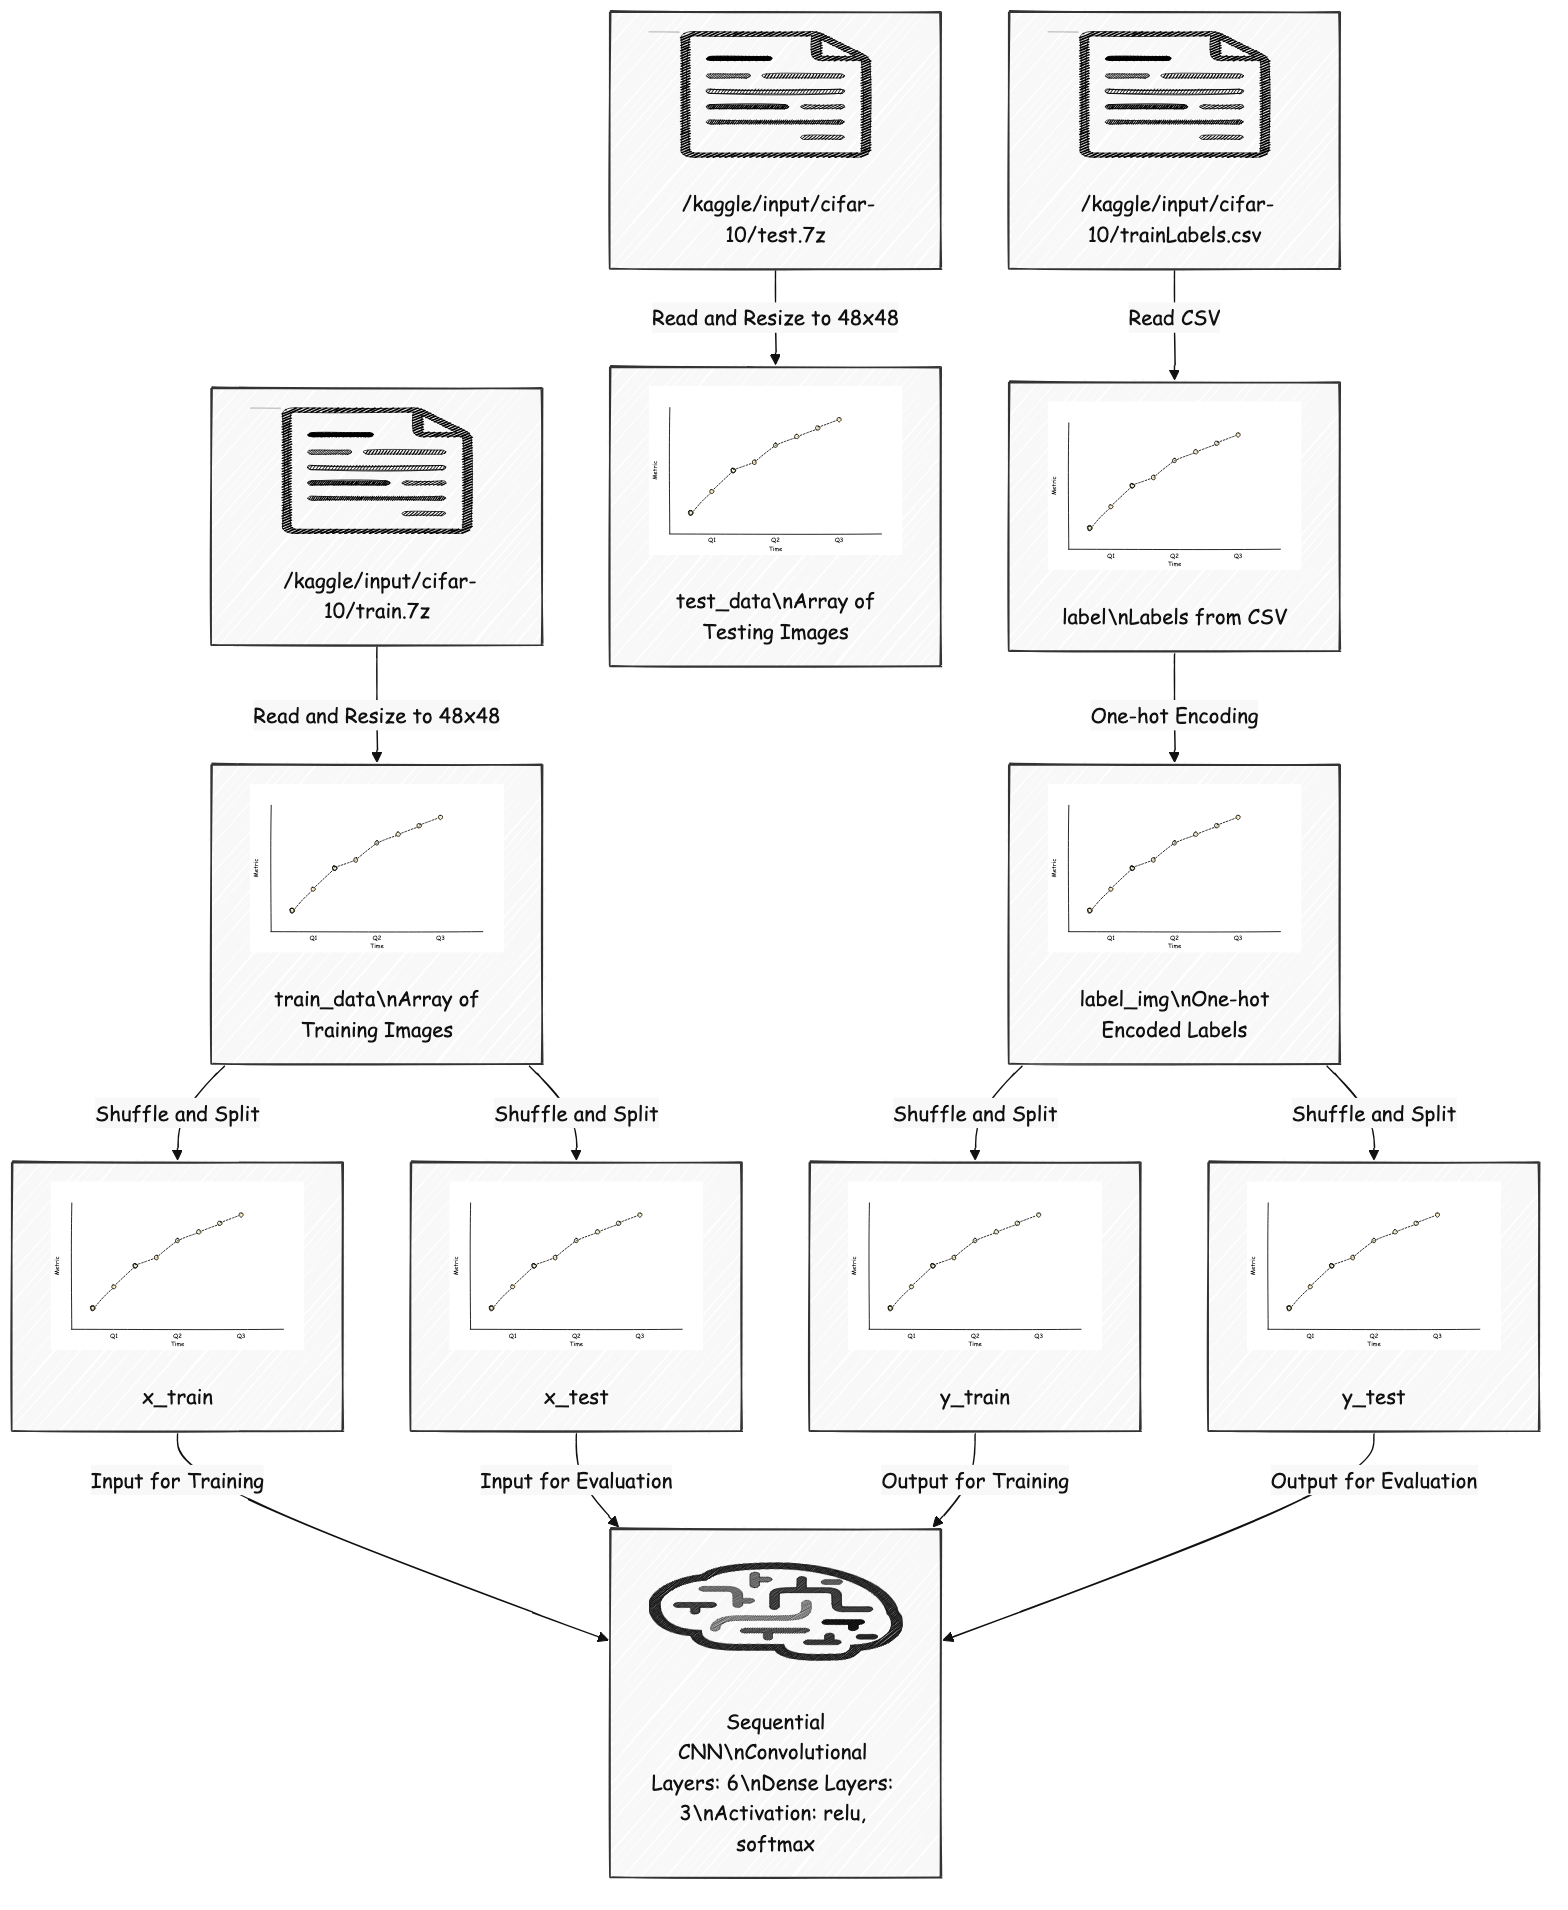 /kaggle/input/cifar-
10/test.7z
/kaggle/input/cifar-
10/trainLabels.csv
Read and Resize to 48x48
Read CSV
/kaggle/input/cifar-
10/train.7z
Metric
Q1
Q2
Q3
Time
test_data\nArray of
Testing Images
Metric
Q1
Q2
Q3
Time
label\nLabels from CSV
Read and Resize to 48x48
One-hot Encoding
Metric
Q1
Q2
Q3
Time
train_data\nArray of
Training Images
Metric
Q1
Q2
Q3
Time
label_img\nOne-hot
Encoded Labels
Shuffle and Split
Shuffle and Split
Shuffle and Split
Shuffle and Split
Metric
Q1
Q2
Q3
Time
x_train
Metric
Q1
Q2
Q3
Time
x_test
Metric
Q1
Q2
Q3
Time
y_train
Metric
Q1
Q2
Q3
Time
y_test
Input for Training
Input for Evaluation
Output for Training
Output for Evaluation
Sequential
CNN\nConvolutional
Layers: 6\nDense Layers:
3\nActivation: relu,
softmax